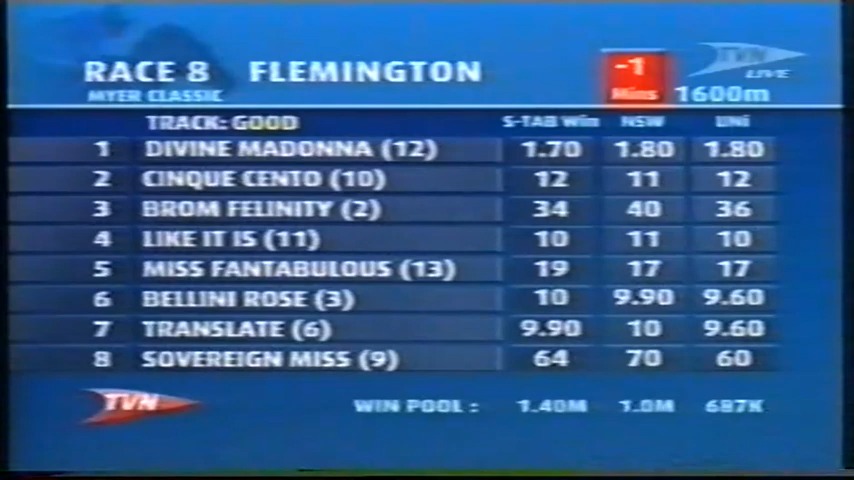 RACE 8 FLEMINGTON -1 TVN
MYER CLASSIC Mins 1600m LIVE
TRACK: GOOD S-TAB Win NSW UNi
1 DIVINE MADONNA (12) 1.70 1.80 1.80
2 CINQUE CENTO (10) 12 11 12
3 BROM FELINITY (2) 34 40 36
4 LIKE IT IS (11) 10 11 10
5 MISS FANTABULOUS (13) 19 17 17
6 BELLINI ROSE (3) 10 9.90 9.60
7 TRANSLATE (6) 9.90 10 9.60
8 SOVEREIGN MISS (9) 64 70 60
TVN WIN POOL : 1.40M 1.0M 687K